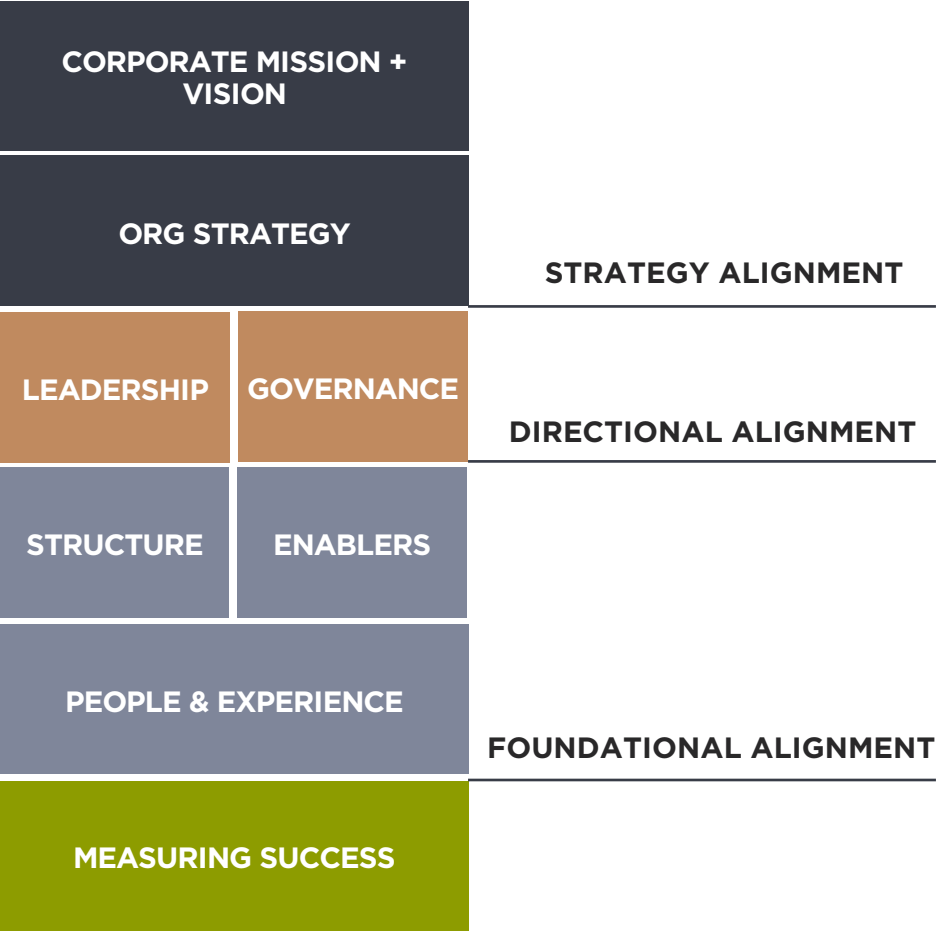 CORPORATE MISSION +
VISION
ORG STRATEGY
STRATEGY ALIGNMENT
LEADERSHIP
GOVERNANCE
DIRECTIONAL ALIGNMENT
STRUCTURE
ENABLERS
PEOPLE & EXPERIENCE
FOUNDATIONAL ALIGNMENT
MEASURING SUCCESS